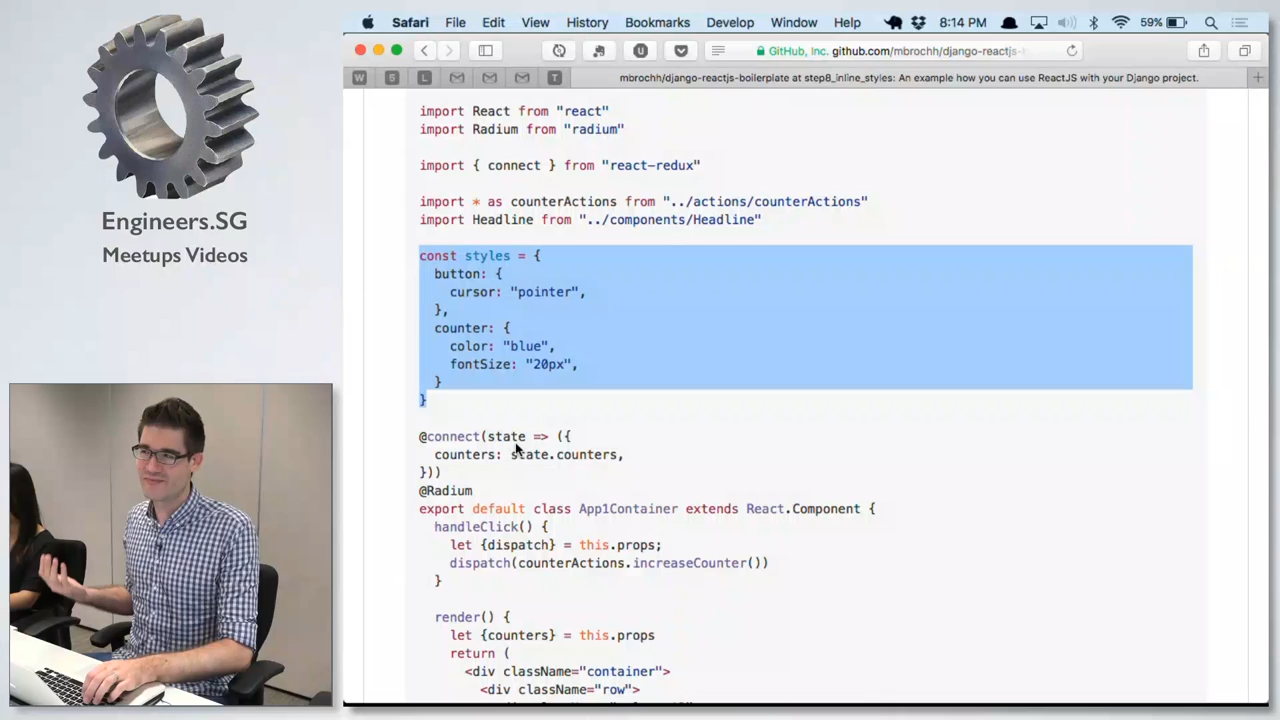 Engineers.SG
Meetups Videos
Safari File Edit View History Bookmarks Develop Window Help 8:14 PM 59%
GitHub, Inc. github.com/mbrochh/django-reactjs-
W 5 L T mbrochh/django-reactjs-boilerplate at step8_inline_styles: An example how you can use ReactJS with your Django project.
import React from "react"
import Radium from "radium"
import { connect } from "react-redux"
import * as counterActions from "../actions/counterActions"
import Headline from "../components/Headline"
const styles = {
button: {
cursor: "pointer",
},
counter: {
color: "blue",
fontSize: "20px",
}
}
@connect(state => ({
counters: state.counters,
}))
@Radium
export default class App1Container extends React.Component {
handleClick() {
let {dispatch} = this.props;
dispatch(counterActions.increaseCounter())
}
render() {
let {counters} = this.props
return (
<div className="container">
<div className="row">